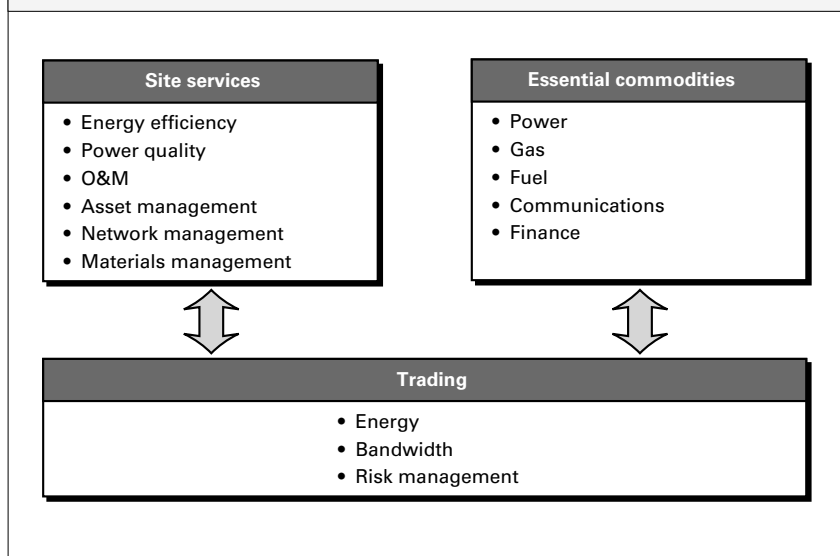 Site services
• Energy efficiency
• Power quality
• O&M
• Asset management
• Network management
• Materials management
Essential commodities
• Power
• Gas
• Fuel
• Communications
• Finance
Trading
• Energy
• Bandwidth
• Risk management